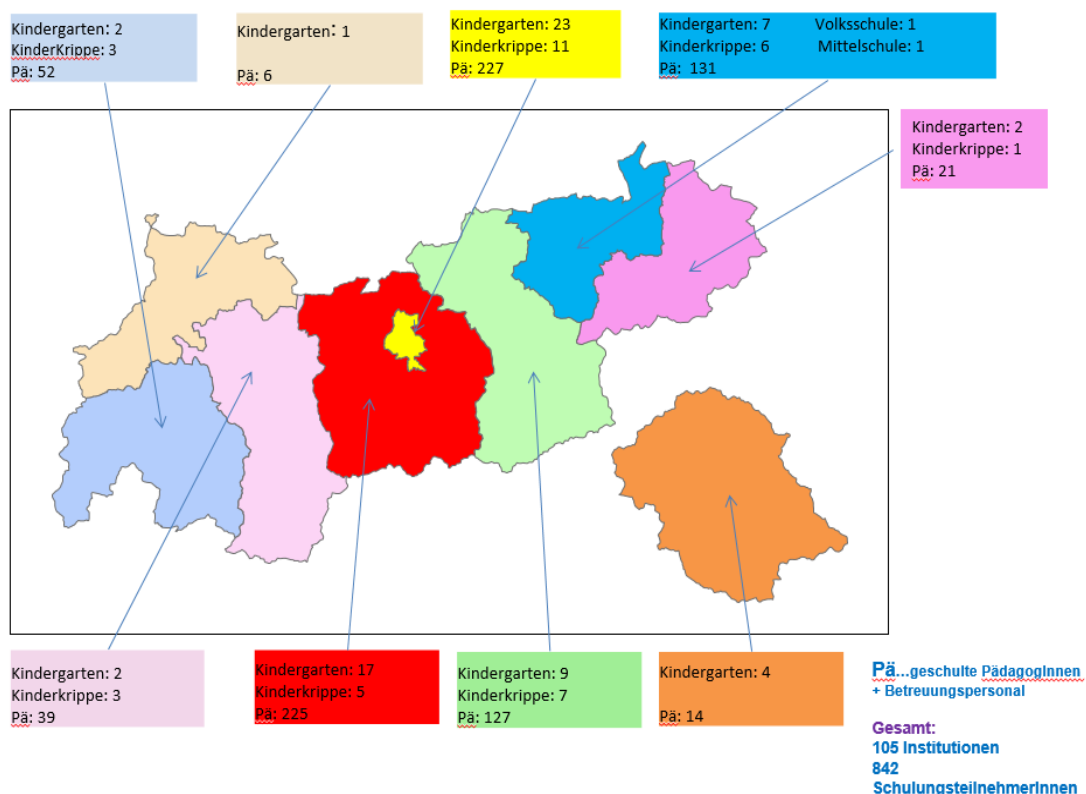 Kindergarten: 2
KinderKrippe: 3
Pä: 52
Kindergarten: 1
Pä: 6
Kindergarten: 23
Kinderkrippe: 11
Pä: 227
Kindergarten: 7 Volksschule: 1
Kinderkrippe: 6 Mittelschule: 1
Pä: 131
Kindergarten: 2
Kinderkrippe: 1
Pä: 21
Kindergarten: 2
Kinderkrippe: 3
Pä: 39
Kindergarten: 17
Kinderkrippe: 5
Pä: 225
Kindergarten: 9
Kinderkrippe: 7
Pä: 127
Kindergarten: 4
Pä: 14
Pä...geschulte PädagogInnen
+ Betreuungspersonal
Gesamt:
105 Institutionen
842
SchulungsteilnehmerInnen